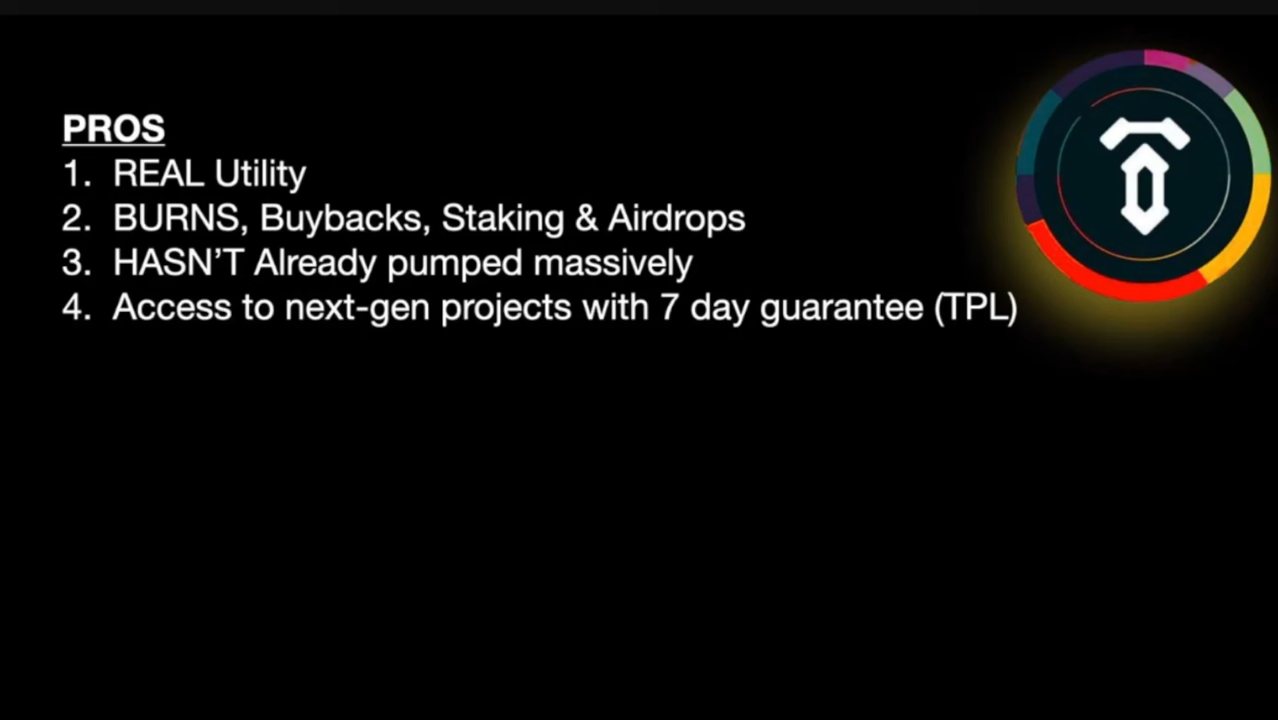 PROS
1. REAL Utility
2. BURNS, Buybacks, Staking & Airdrops
3. HASN'T Already pumped massively
4. Access to next-gen projects with 7 day guarantee (TPL)